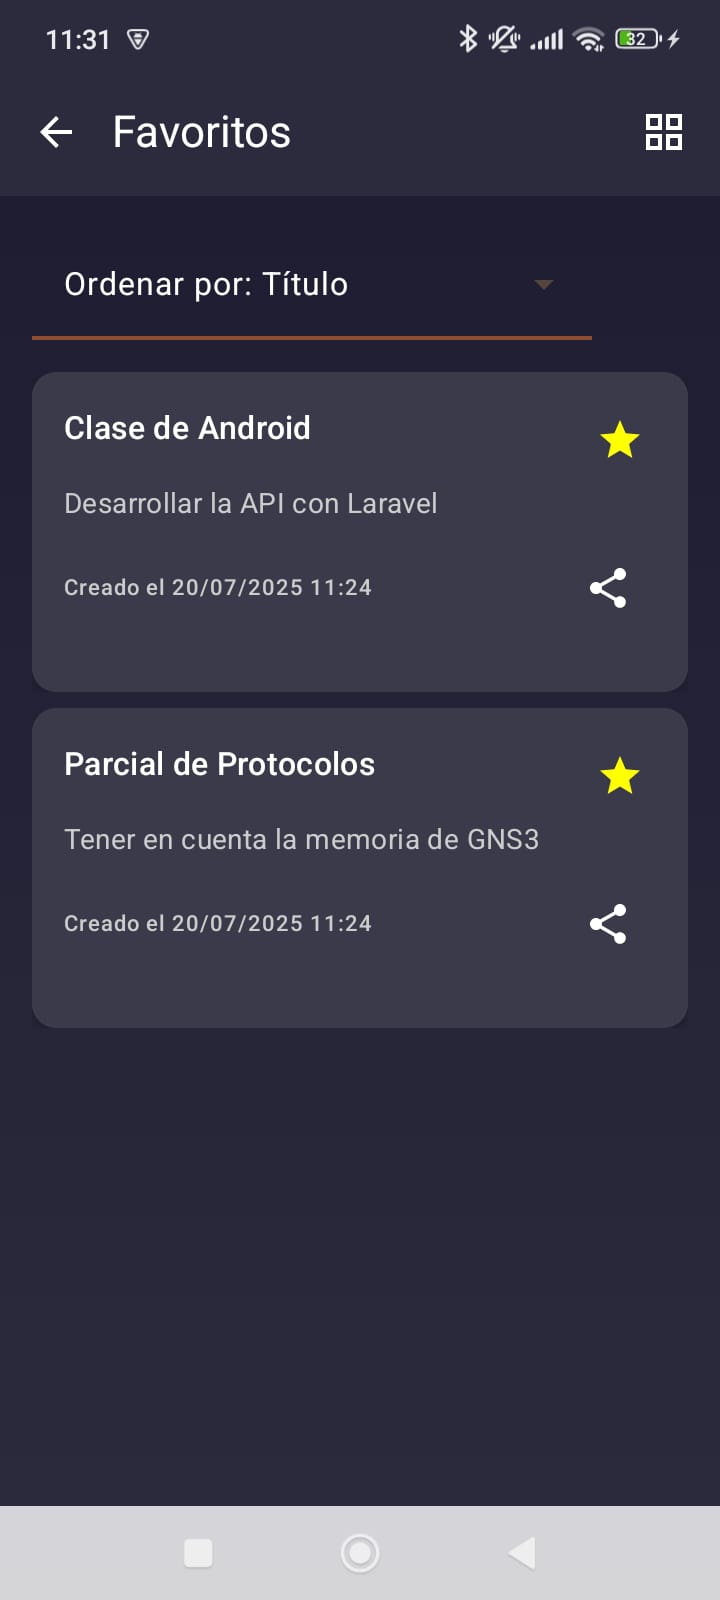 11:31
32
Favoritos
Ordenar por: Título
Clase de Android
Desarrollar la API con Laravel
Creado el 20/07/2025 11:24
Parcial de Protocolos
Tener en cuenta la memoria de GNS3
Creado el 20/07/2025 11:24